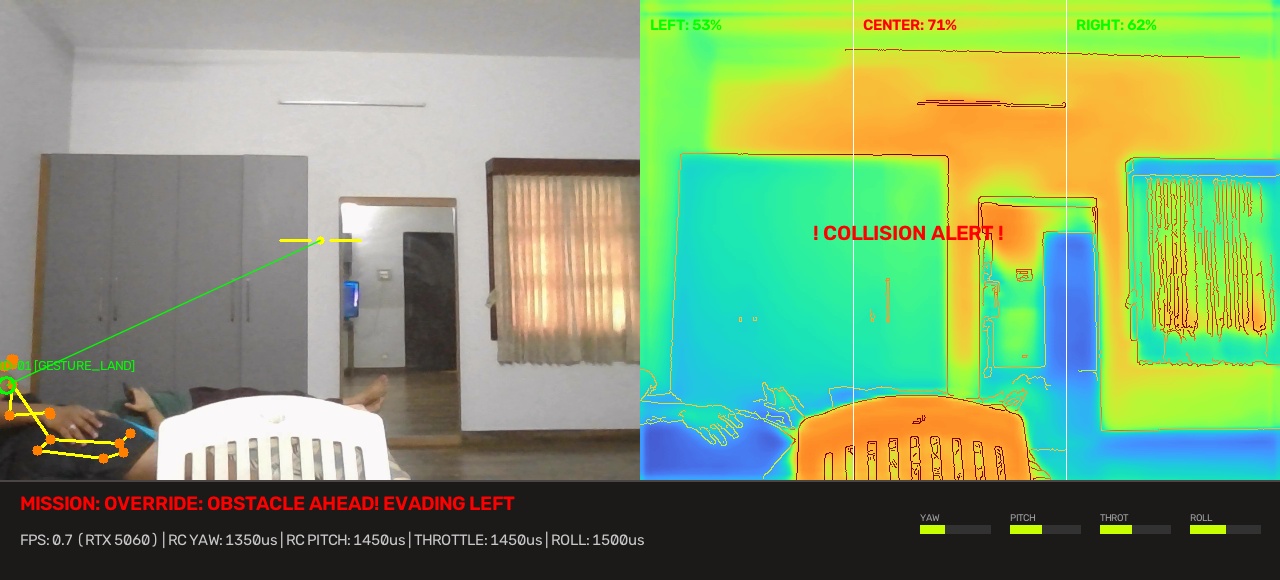 LEFT: 53%
CENTER: 71%
RIGHT: 62%
! COLLISION ALERT !
01 [GESTURE_LAND]
MISSION: OVERRIDE: OBSTACLE AHEAD! EVADING LEFT
FPS: 0.7 (RTX 5060) | RC YAW: 1350us | RC PITCH: 1450us | THROTTLE: 1450us | ROLL: 1500us
YAW
PITCH
THROT
ROLL